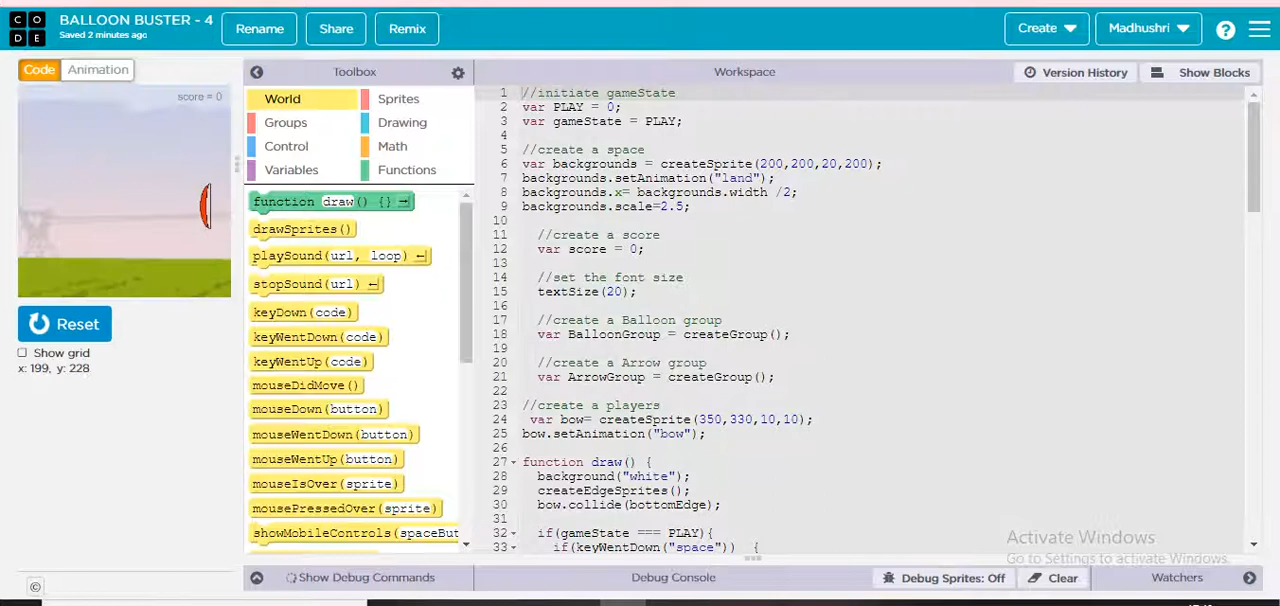 CO
DE
BALLOON BUSTER - 4
Saved 2 minutes ago
Rename
Share
Remix
Create
Madhushri
?
Code
Animation
Toolbox
Workspace
Version History
Show Blocks
score = 0
World
Sprites
Groups
Drawing
Control
Math
Variables
Functions
function draw() {}
drawSprites()
playSound(url, loop)
stopSound(url)
keyDown(code)
keyWentDown(code)
keyWentUp(code)
mouseDidMove()
mouseDown(button)
mouseWentDown(button)
mouseWentUp(button)
mouseIsOver(sprite)
mousePressedOver(sprite)
showMobileControls(spaceBut
Reset
Show grid
x: 199, y: 228
1 //initiate gameState
2 var PLAY = 0;
3 var gameState = PLAY;
4
5 //create a space
6 var backgrounds = createSprite(200,200,20,200);
7 backgrounds.setAnimation("land");
8 backgrounds.x= backgrounds.width /2;
9 backgrounds.scale=2.5;
10
11 //create a score
12 var score = 0;
13
14 //set the font size
15 textSize(20);
16
17 //create a Balloon group
18 var BalloonGroup = createGroup();
19
20 //create a Arrow group
21 var ArrowGroup = createGroup();
22
23 //create a players
24 var bow= createSprite(350,330,10,10);
25 bow.setAnimation("bow");
26
27 function draw() {
28 background("white");
29 createEdgeSprites();
30 bow.collide(bottomEdge);
31
32 if(gameState === PLAY){
33 if(keyWentDown("space")) {
Activate Windows
Go to Settings to activate Windows.
©
Show Debug Commands
Debug Console
Debug Sprites: Off
Clear
Watchers